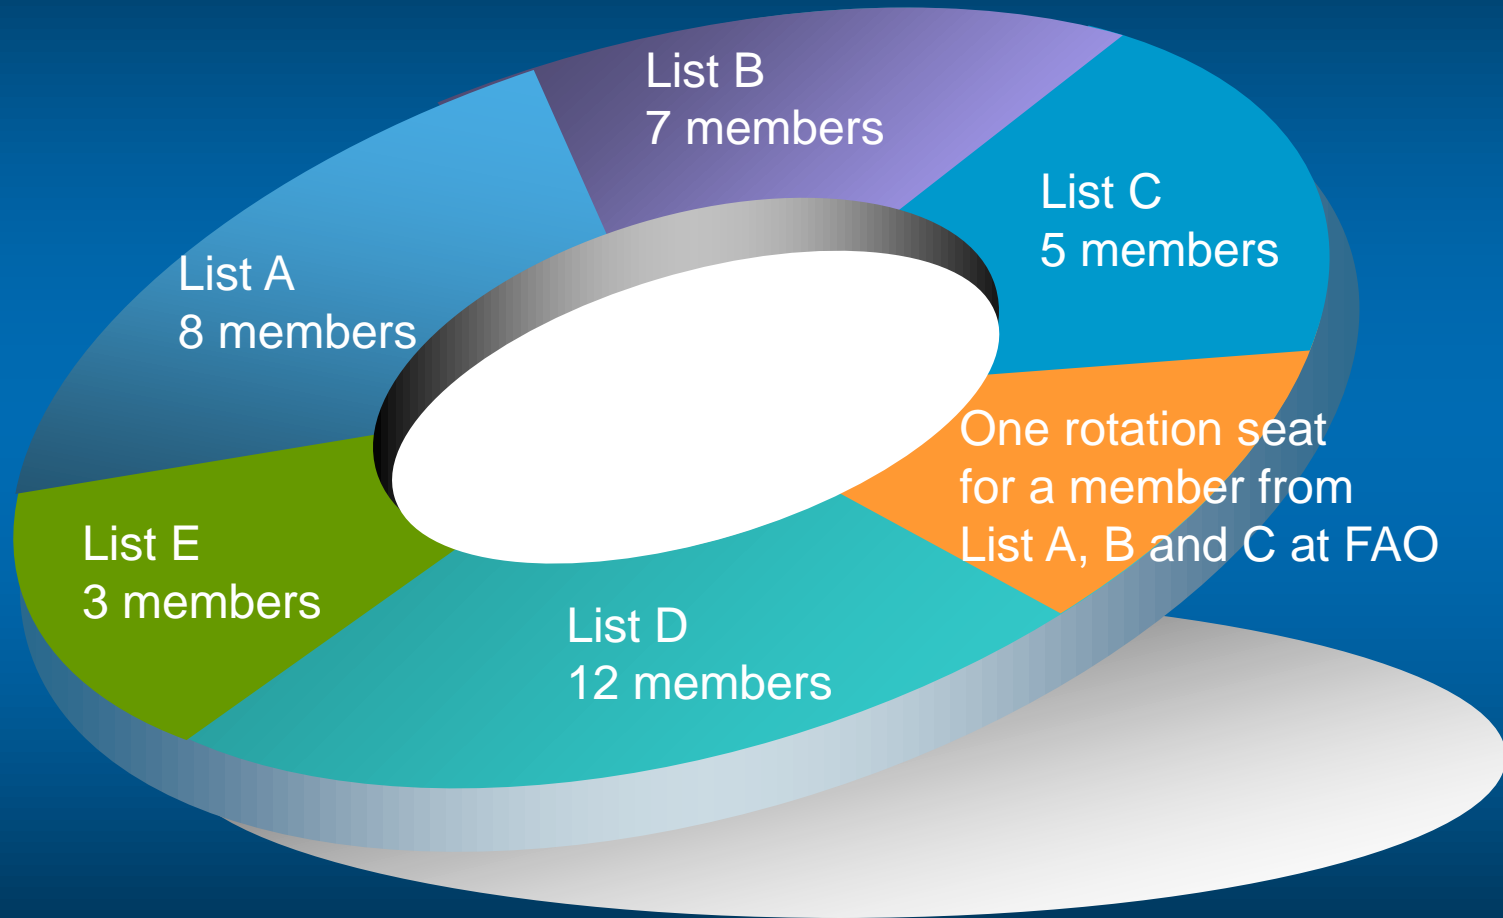 List B
7 members
List C
5 members
List A
8 members
One rotation seat
for a member from
List A, B and C at FAO
List E
3 members
List D
12 members